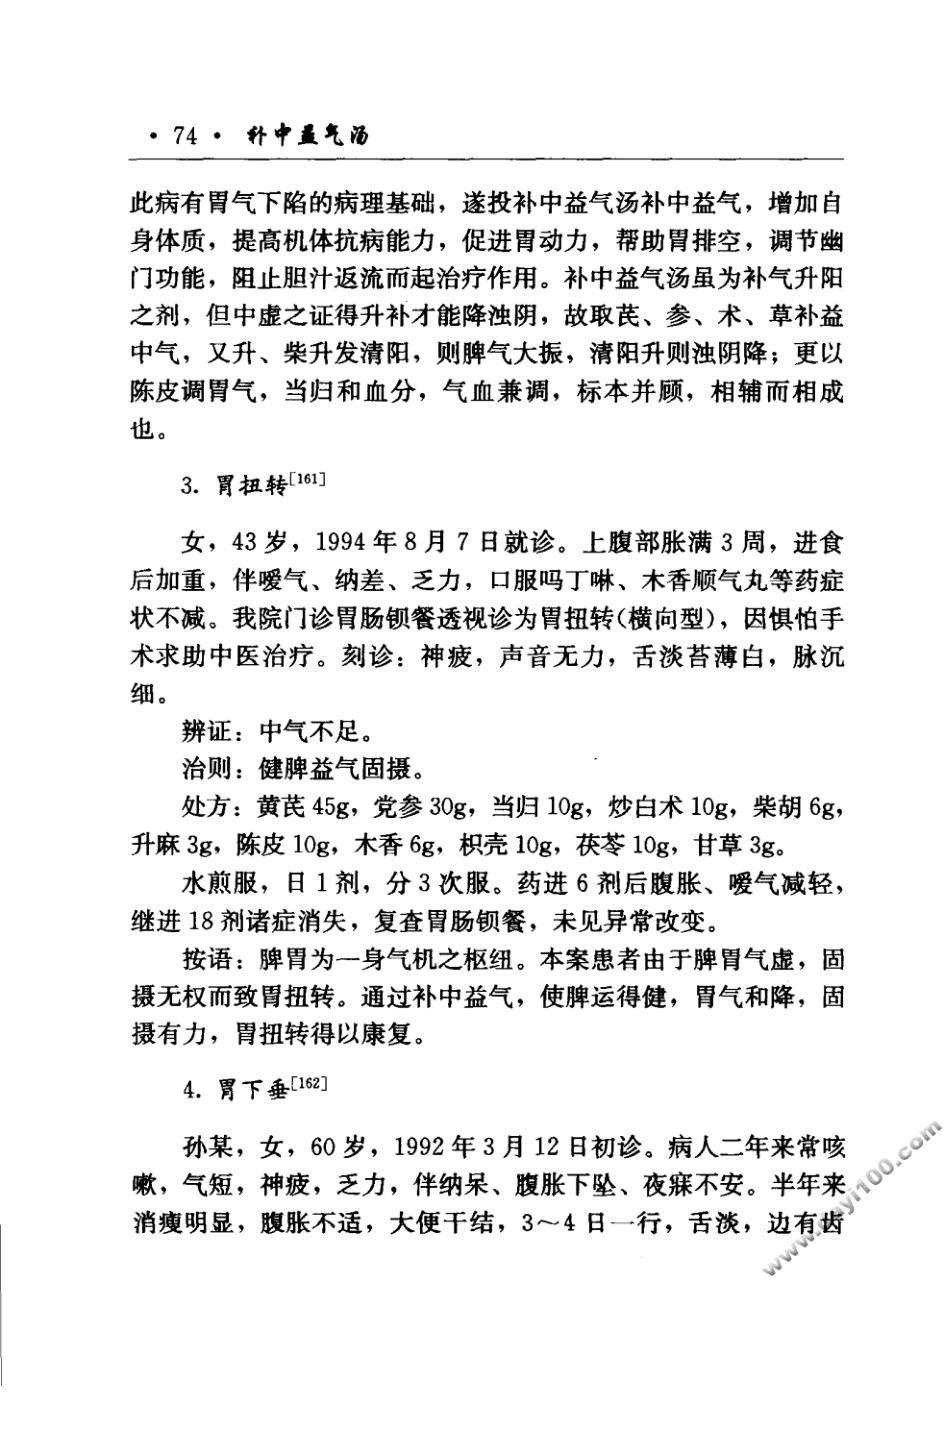 · 74 · 补中益气汤
此病有胃气下陷的病理基础，遂投补中益气汤补中益气，增加自
身体质，提高机体抗病能力，促进胃动力，帮助胃排空，调节幽
门功能，阻止胆汁返流而起治疗作用。补中益气汤虽为补气升阳
之剂，但中虚之证得升补才能降浊阴，故取芪、参、术、草补益
中气，又升、柴升发清阳，则脾气大振，清阳升则浊阴降；更以
陈皮调胃气，当归和血分，气血兼调，标本并顾，相辅而相成
也。
3. 胃扭转[161]
女，43 岁，1994 年 8 月 7 日就诊。上腹部胀满 3 周，进食
后加重，伴嗳气、纳差、乏力，口服吗丁啉、木香顺气丸等药症
状不减。我院门诊胃肠钡餐透视诊为胃扭转(横向型)，因惧怕手
术求助中医治疗。刻诊：神疲，声音无力，舌淡苔薄白，脉沉
细。
辨证：中气不足。
治则：健脾益气固摄。
处方：黄芪 45g，党参 30g，当归 10g，炒白术 10g，柴胡 6g，
升麻 3g，陈皮 10g，木香 6g，枳壳 10g，茯苓 10g，甘草 3g。
水煎服，日 1 剂，分 3 次服。药进 6 剂后腹胀、嗳气减轻，
继进 18 剂诸症消失，复查胃肠钡餐，未见异常改变。
按语：脾胃为一身气机之枢纽。本案患者由于脾胃气虚，固
摄无权而致胃扭转。通过补中益气，使脾运得健，胃气和降，固
摄有力，胃扭转得以康复。
4. 胃下垂[162]
孙某，女，60 岁，1992 年 3 月 12 日初诊。病人二年来常咳
嗽，气短，神疲，乏力，伴纳呆、腹胀下坠、夜寐不安。半年来
消瘦明显，腹胀不适，大便干结，3～4 日一行，舌淡，边有齿